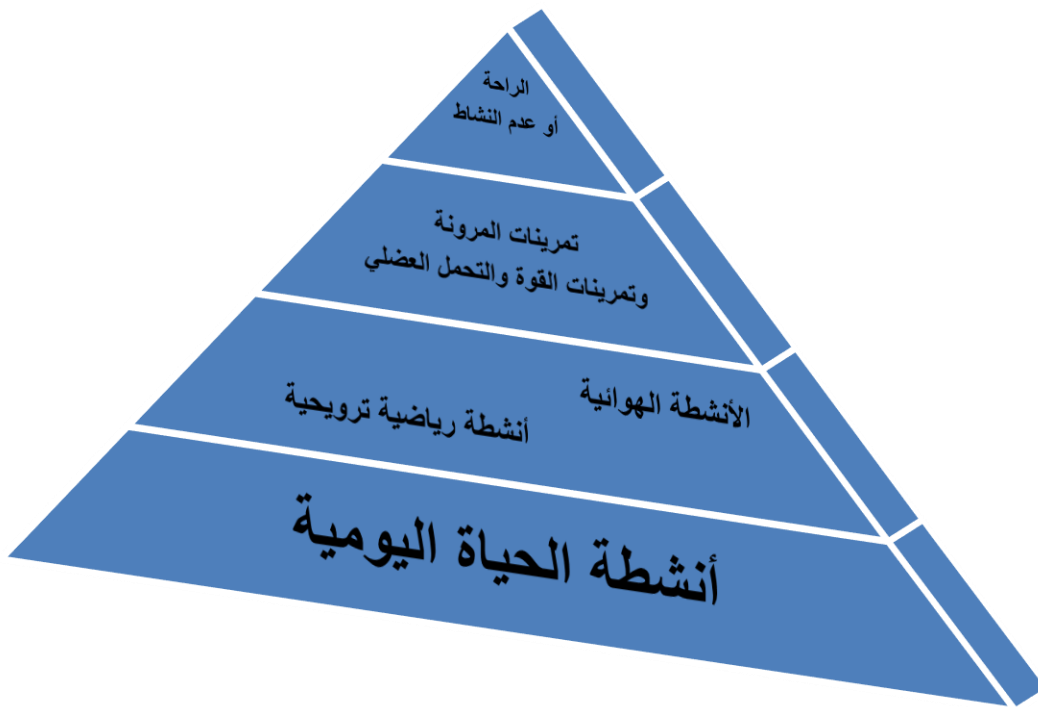 الراحة
أو عدم النشاط
تمرينات المرونة
وتمرينات القوة والتحمل العضلي
الأنشطة الهوائية
أنشطة رياضية ترويحية
أنشطة الحياة اليومية